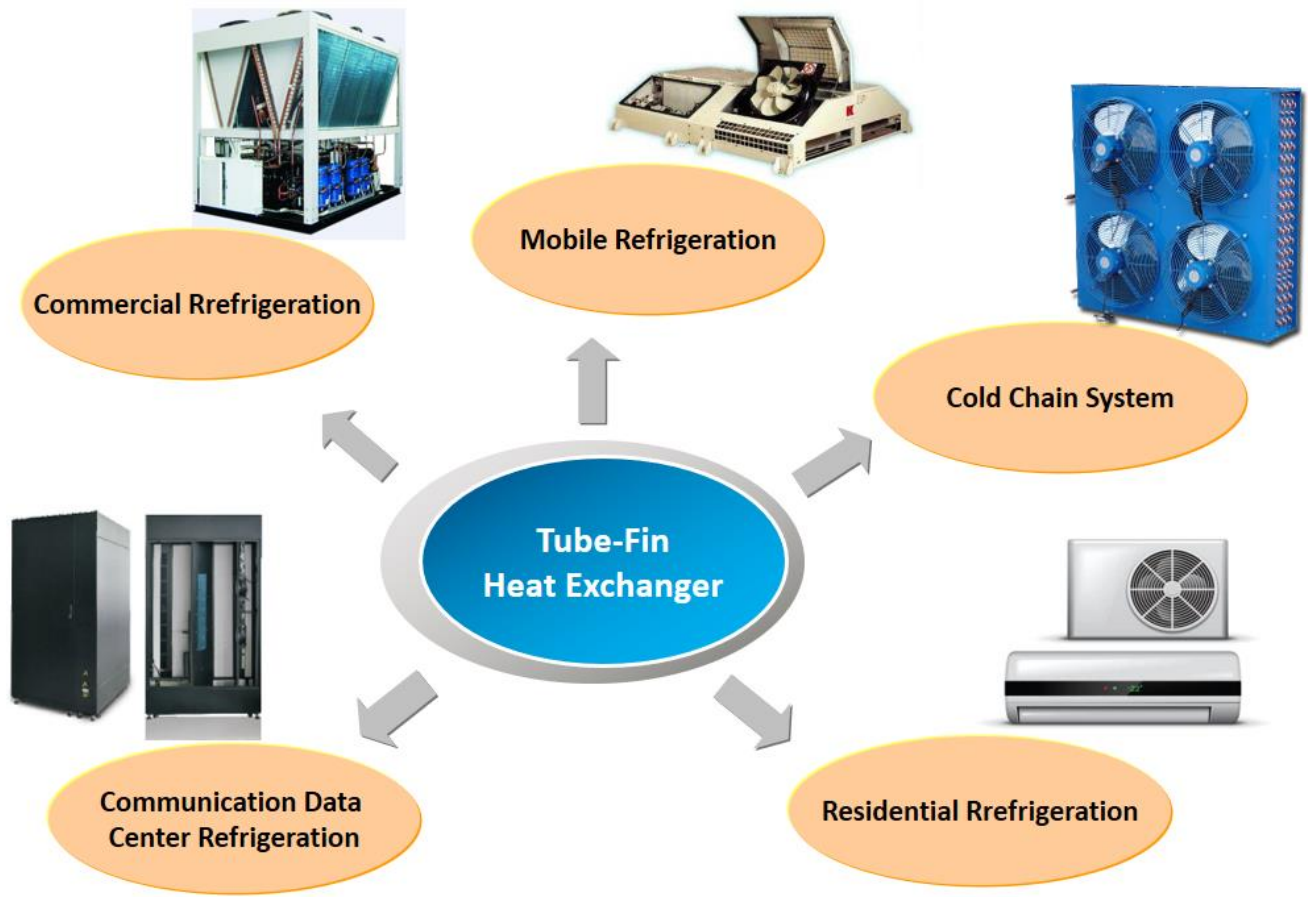 Mobile Refrigeration
Commercial Rrefrigeration
Cold Chain System
Tube-Fin
Heat Exchanger
Communication Data
Center Refrigeration
Residential Rrefrigeration